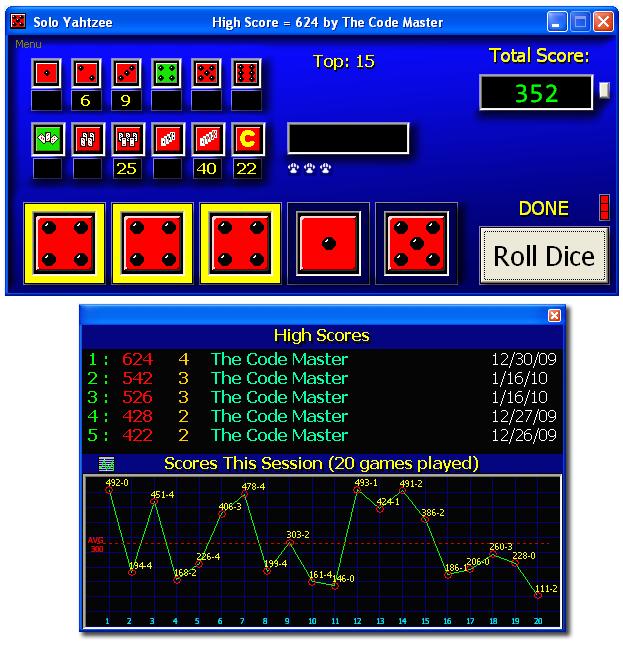 Solo Yahtzee High Score = 624 by The Code Master
Menu
Top: 15
Total Score:
352
6 9
C
25 40 22
DONE
Roll Dice
High Scores
1 : 624 4 The Code Master 12/30/09
2 : 542 3 The Code Master 1/16/10
3 : 526 3 The Code Master 1/16/10
4 : 428 2 The Code Master 12/27/09
5 : 422 2 The Code Master 12/26/09
Scores This Session (20 games played)
492-0 451-4 478-4 493-1 491-2
406-3 424-1
386-2
AVG 303-2
300
194-4 168-2 226-4 199-4 161-4 146-0 186-1 206-0 260-3 228-0
111-2
1 2 3 4 5 6 7 8 9 10 11 12 13 14 15 16 17 18 19 20